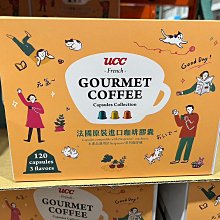 ucc
French
GOURMET
COFFEE
Capsules Collection
Good Day!
法國原裝進口咖啡膠囊
120
capsules
3 flavors